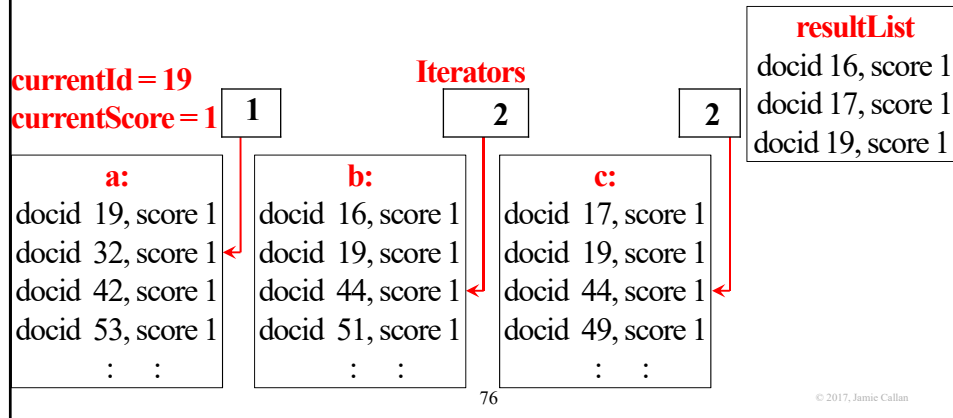 resultList
docid 16, score 1
docid 17, score 1
docid 19, score 1
currentId = 19
currentScore = 1
Iterators
1
2
2
a:
docid 19, score 1
docid 32, score 1
docid 42, score 1
docid 53, score 1
: :
b:
docid 16, score 1
docid 19, score 1
docid 44, score 1
docid 51, score 1
: :
c:
docid 17, score 1
docid 19, score 1
docid 44, score 1
docid 49, score 1
: :
76
© 2017, Jamie Callan